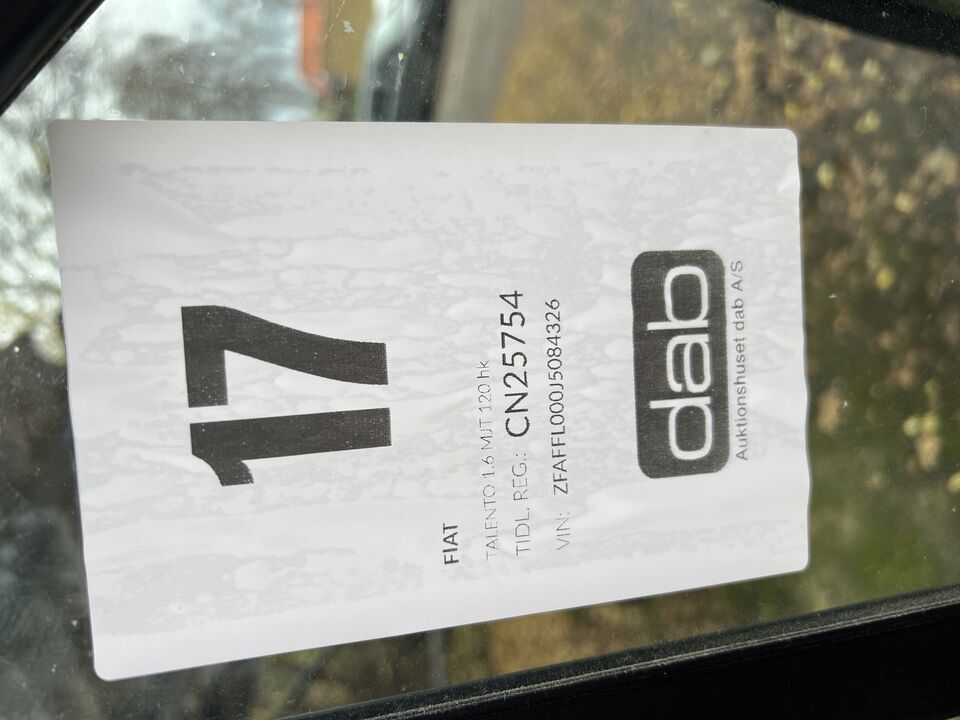 17
FIAT
TALENTO 1.6 MJT 120 hk
TIDL. REG.: CN25754
VIN: ZFAFFL000J5084326
dab
Auktionshuset dab A/S